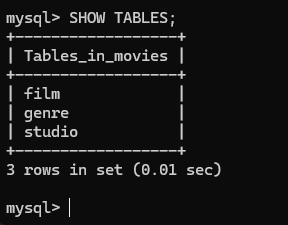 mysql> SHOW TABLES;
+------------------+
| Tables_in_movies |
+------------------+
| film             |
| genre            |
| studio           |
+------------------+
3 rows in set (0.01 sec)
mysql>